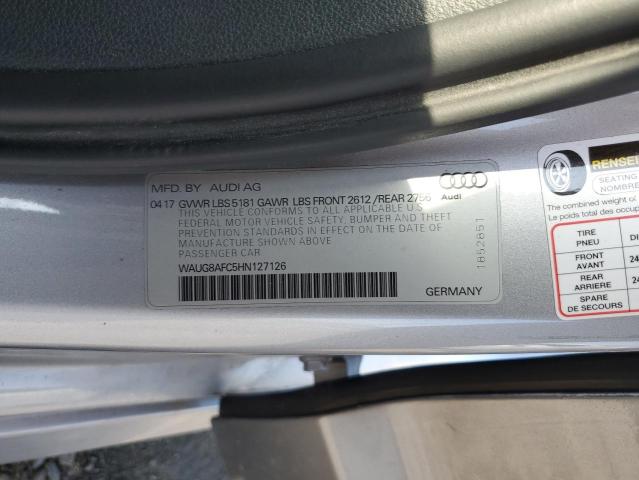 MFD. BY AUDI AG
04 17 GVWR LBS 5181 GAWR LBS FRONT 2612 /REAR 2756
THIS VEHICLE CONFORMS TO ALL APPLICABLE U.S.
FEDERAL MOTOR VEHICLE SAFETY, BUMPER AND THEFT
PREVENTION STANDARDS IN EFFECT ON THE DATE OF
MANUFACTURE SHOWN ABOVE
PASSENGER CAR
WAUG8AFC5HN127126
Audi
1852851
GERMANY
SEATING
NOMBRE
The combined weight of
Le poids total des occu
TIRE
PNEU
FRONT
AVANT
24
REAR
ARRIERE
24
SPARE
DE SECOURS